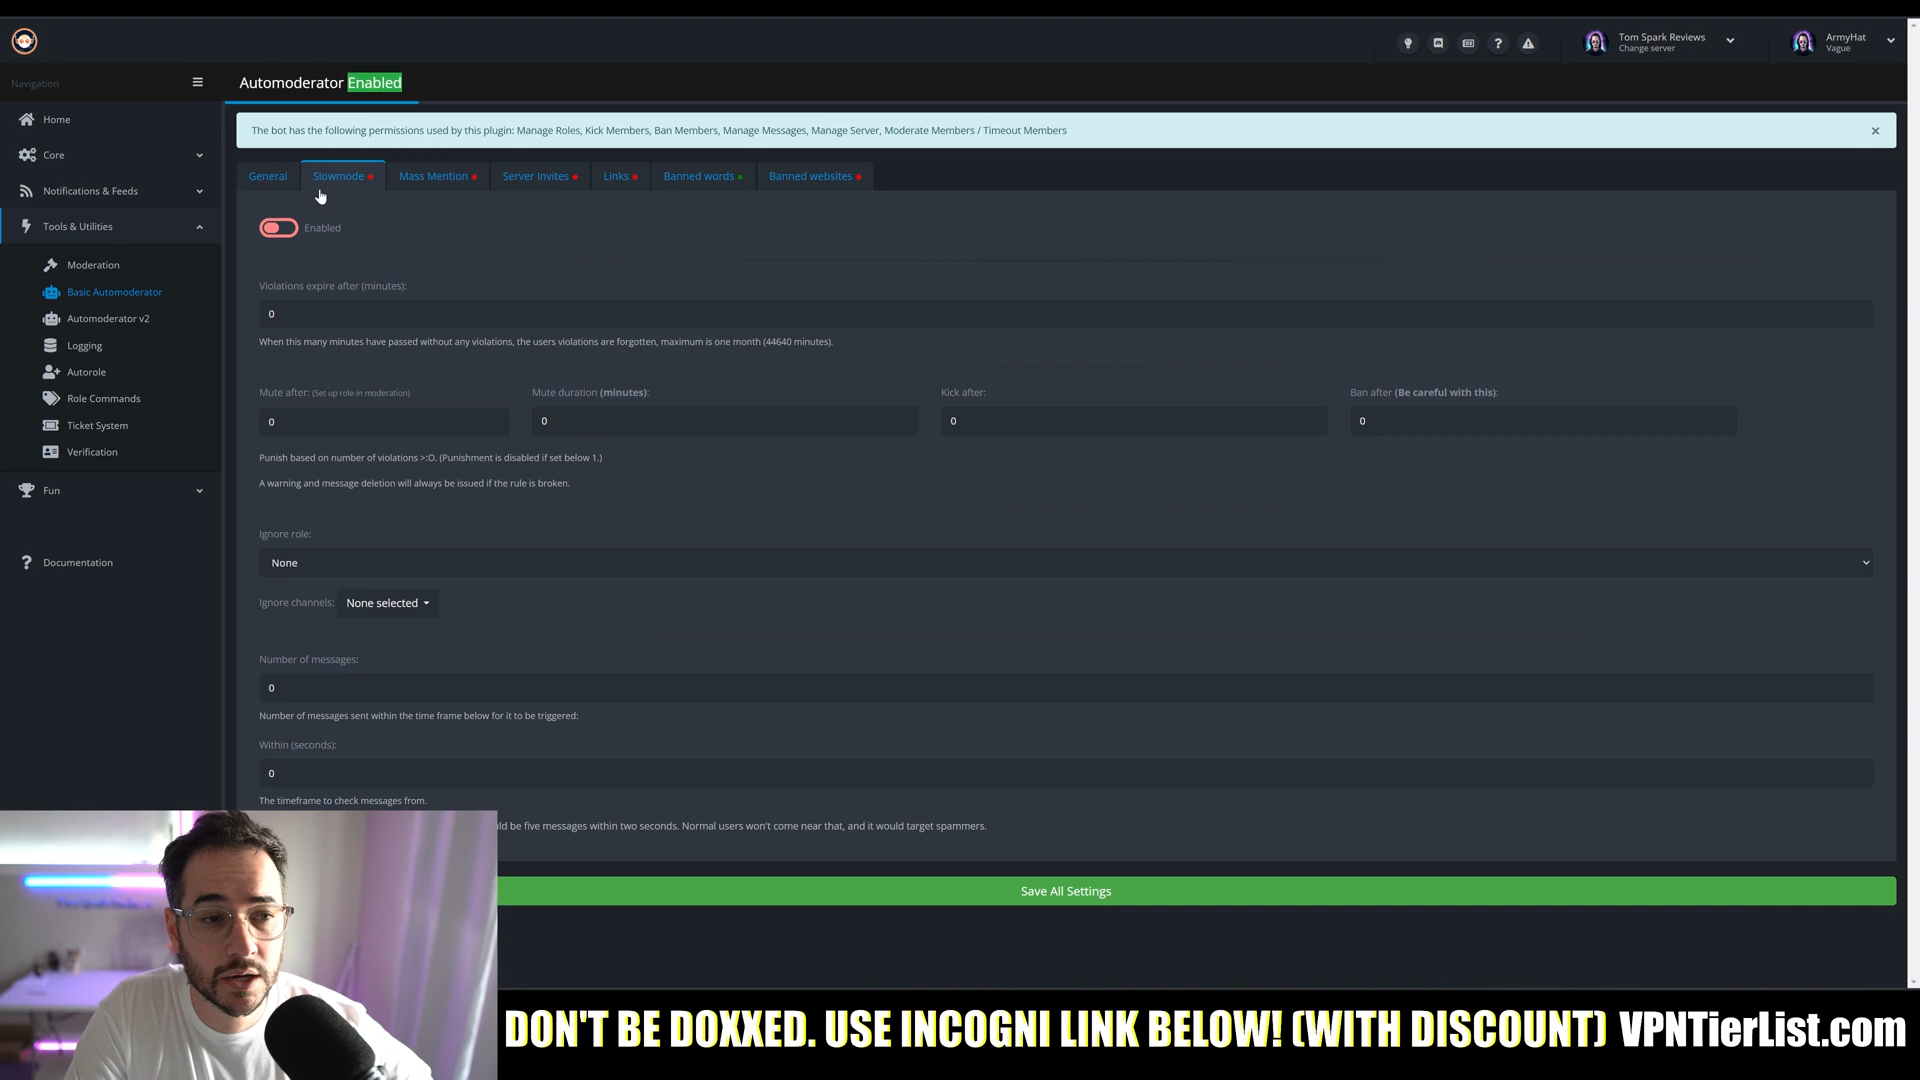 Tom Spark Reviews
Change server
ArmyHat
Vague
Navigation
Automoderator Enabled
Home
Core
Notifications & Feeds
Tools & Utilities
Moderation
Basic Automoderator
Automoderator v2
Logging
Autorole
Role Commands
Ticket System
Verification
Fun
Documentation
The bot has the following permissions used by this plugin: Manage Roles, Kick Members, Ban Members, Manage Messages, Manage Server, Moderate Members / Timeout Members
General
Slowmode
Mass Mention
Server Invites
Links
Banned words
Banned websites
Enabled
Violations expire after (minutes):
0
When this many minutes have passed without any violations, the users violations are forgotten, maximum is one month (44640 minutes).
Mute after: (Set up role in moderation)
0
Mute duration (minutes):
0
Kick after:
0
Ban after (Be careful with this):
0
Punish based on number of violations >:O. (Punishment is disabled if set below 1.)
A warning and message deletion will always be issued if the rule is broken.
Ignore role:
None
Ignore channels: None selected
Number of messages:
0
Number of messages sent within the time frame below for it to be triggered:
Within (seconds):
0
The timeframe to check messages from.
be five messages within two seconds. Normal users won't come near that, and it would target spammers.
Save All Settings
DON'T BE DOXXED. USE INCOGNI LINK BELOW! (WITH DISCOUNT) VPNTierList.com